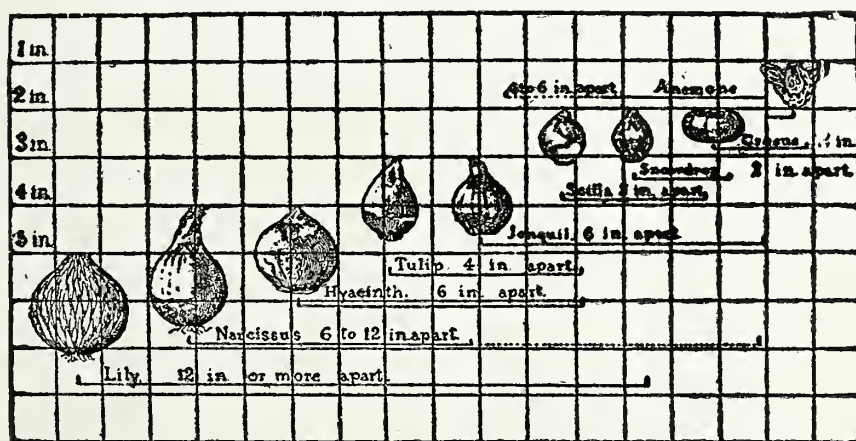 1 in.
2 in.
4 to 6 in. apart Anemone
3 in.
Crocus, in.
Snowdrop 2 in. apart.
4 in.
Scilla 2 in. apart
5 in.
Jonquil, 6 in. apart
Tulip 4 in. apart
Hyacinth, 6 in. apart.
Narcissus 6 to 12 in. apart.
Lily, 12 in. or more apart.